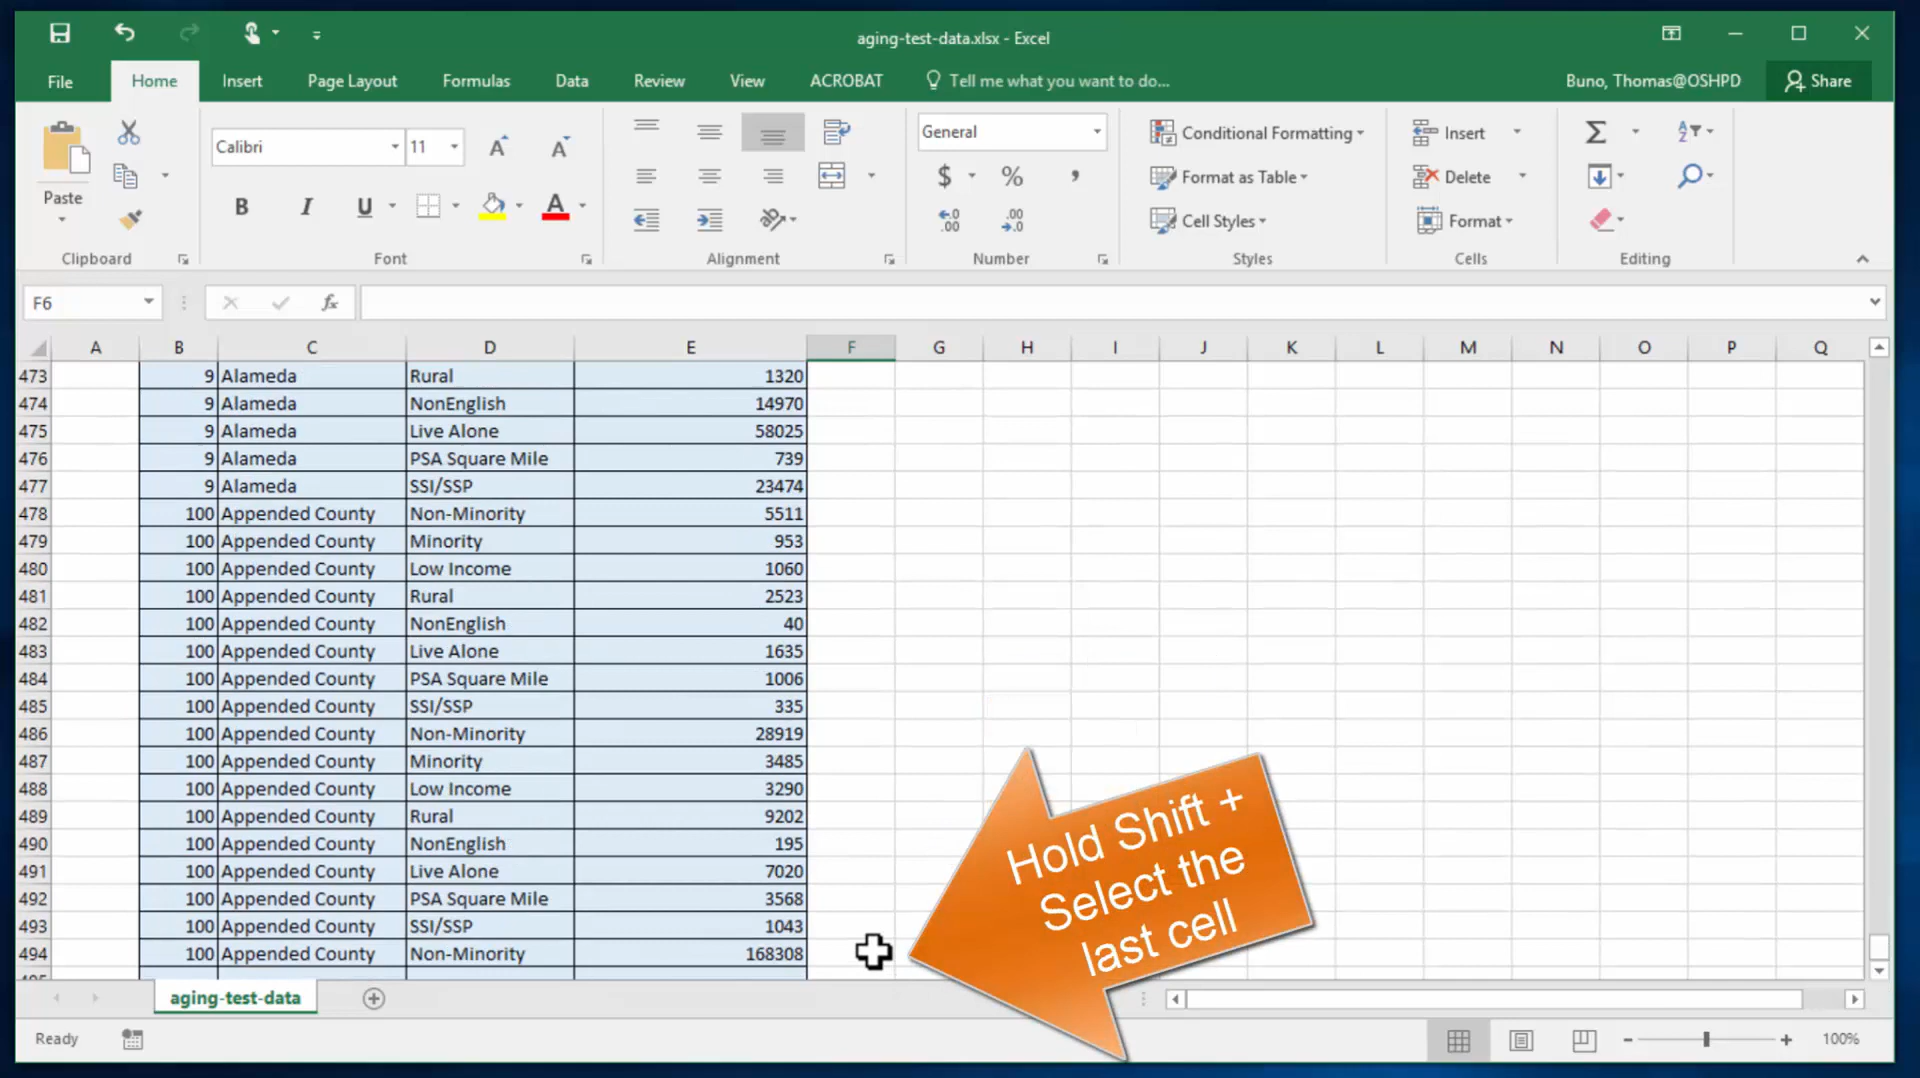 aging-test-data.xlsx - Excel
File Home Insert Page Layout Formulas Data Review View ACROBAT Tell me what you want to do... Buno, Thomas@OSHPD Share
Paste
Calibri 11
B I U A
General
$ % ,
Conditional Formatting
Format as Table
Cell Styles
Insert
Delete
Format
Clipboard Font Alignment Number Styles Cells Editing
F6 fx
A B C D E F G H I J K L M N O P Q
473 9 Alameda Rural 1320
474 9 Alameda NonEnglish 14970
475 9 Alameda Live Alone 58025
476 9 Alameda PSA Square Mile 739
477 9 Alameda SSI/SSP 23474
478 100 Appended County Non-Minority 5511
479 100 Appended County Minority 953
480 100 Appended County Low Income 1060
481 100 Appended County Rural 2523
482 100 Appended County NonEnglish 40
483 100 Appended County Live Alone 1635
484 100 Appended County PSA Square Mile 1006
485 100 Appended County SSI/SSP 335
486 100 Appended County Non-Minority 28919
487 100 Appended County Minority 3485
488 100 Appended County Low Income 3290
489 100 Appended County Rural 9202
490 100 Appended County NonEnglish 195
491 100 Appended County Live Alone 7020
492 100 Appended County PSA Square Mile 3568
493 100 Appended County SSI/SSP 1043
494 100 Appended County Non-Minority 168308
Hold Shift +
Select the
last cell
aging-test-data
Ready 100%